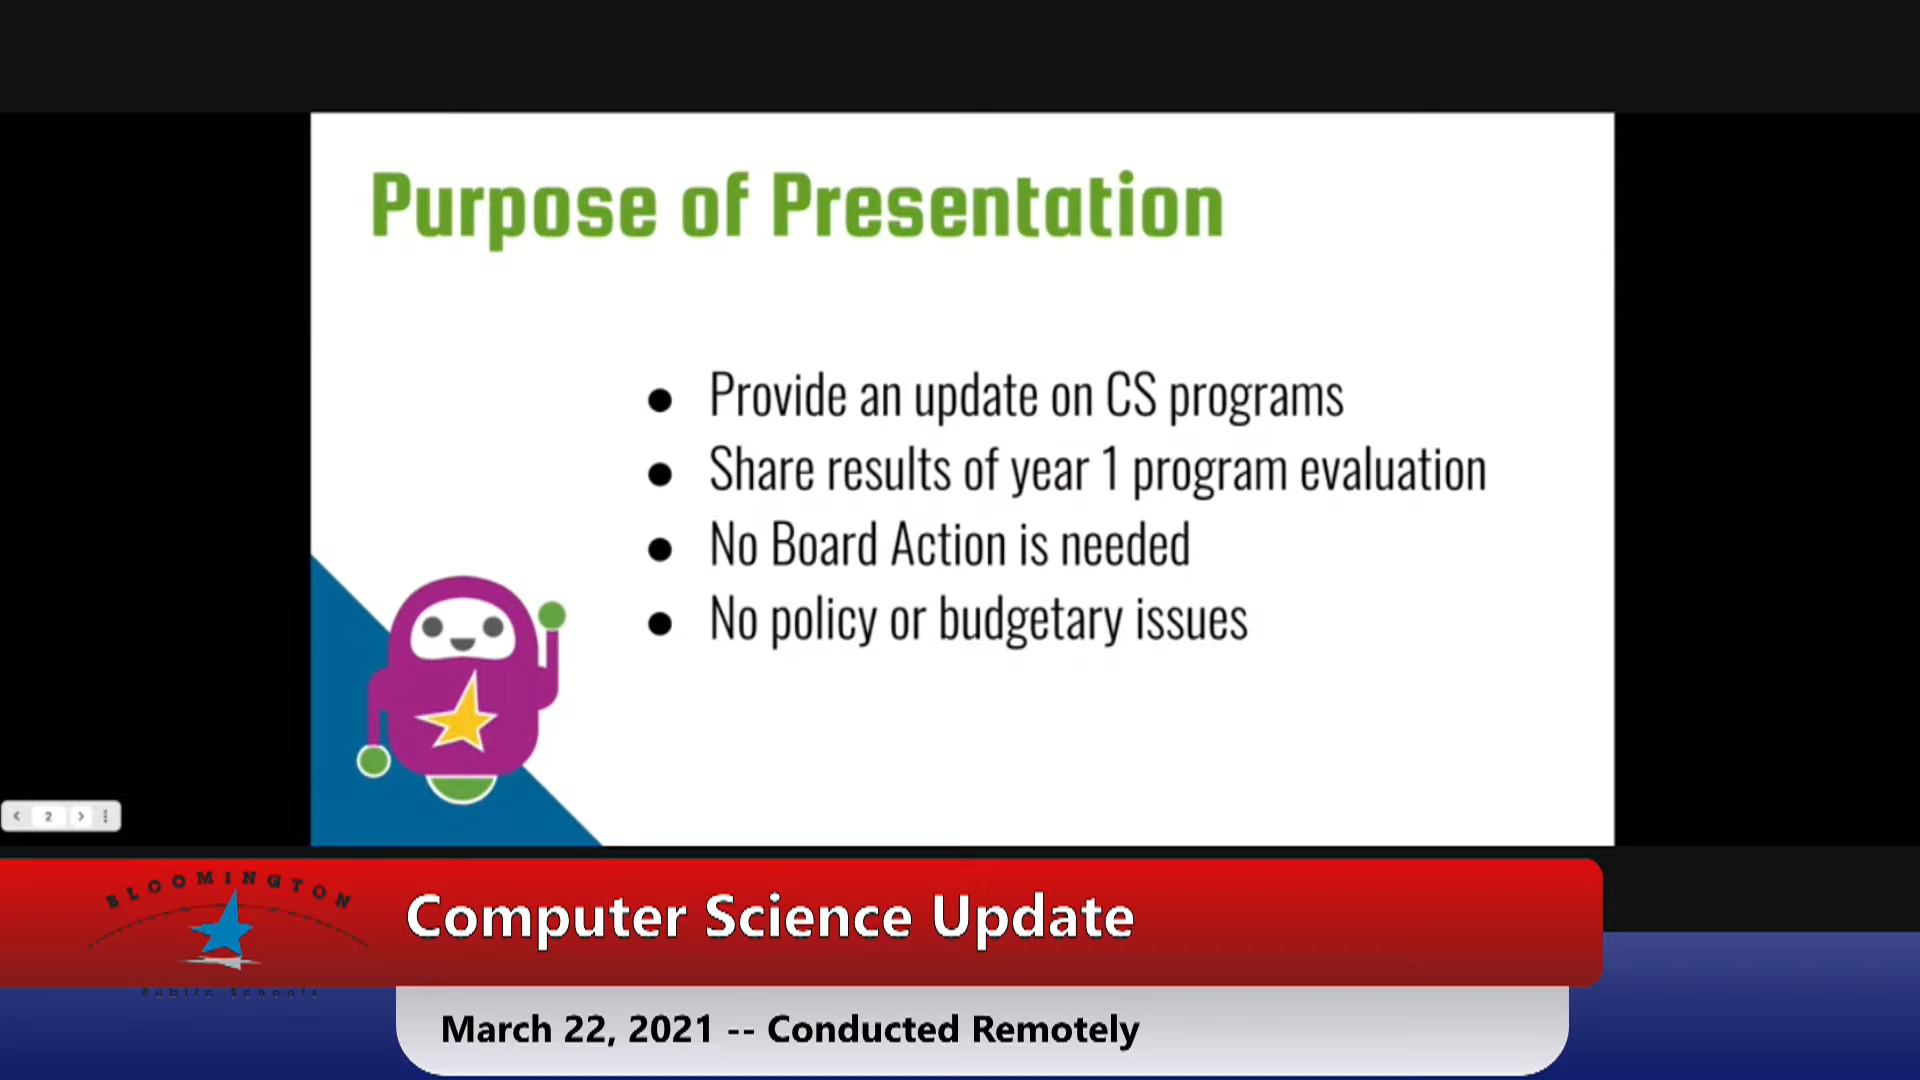 Purpose of Presentation
● Provide an update on CS programs
● Share results of year 1 program evaluation
● No Board Action is needed
● No policy or budgetary issues
2
BLOOMINGTON
Public Schools
Computer Science Update
March 22, 2021 -- Conducted Remotely